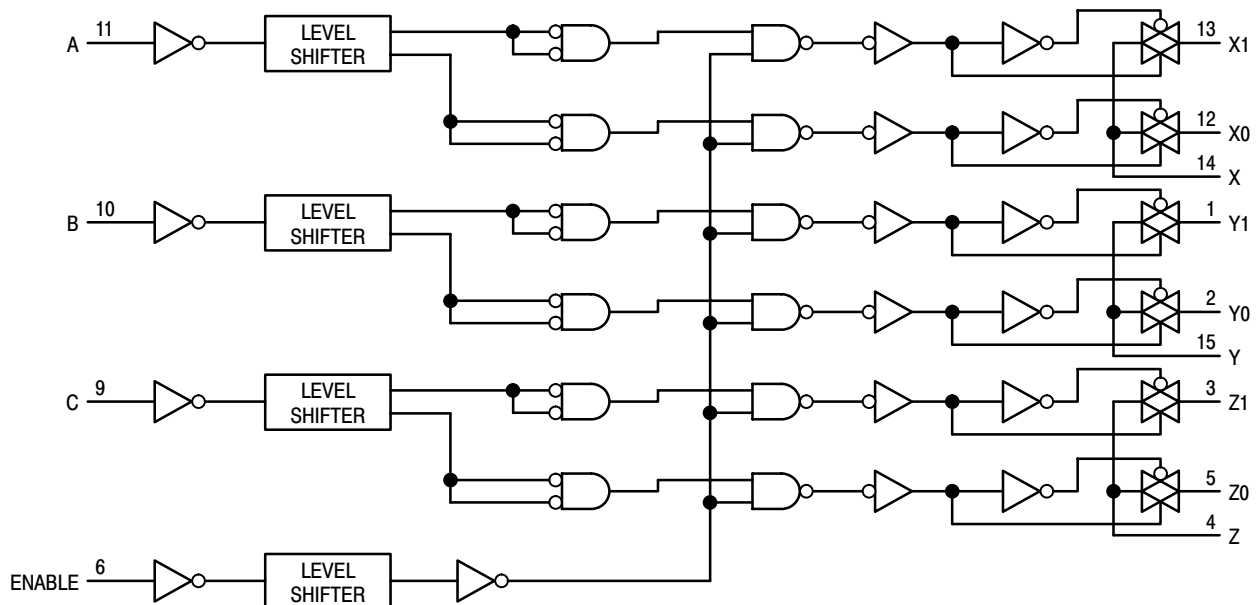 A 11 LEVEL SHIFTER 13 X1
12 X0
14 X
B 10 LEVEL SHIFTER 1 Y1
2 Y0
15 Y
C 9 LEVEL SHIFTER 3 Z1
5 Z0
4 Z
ENABLE 6 LEVEL SHIFTER